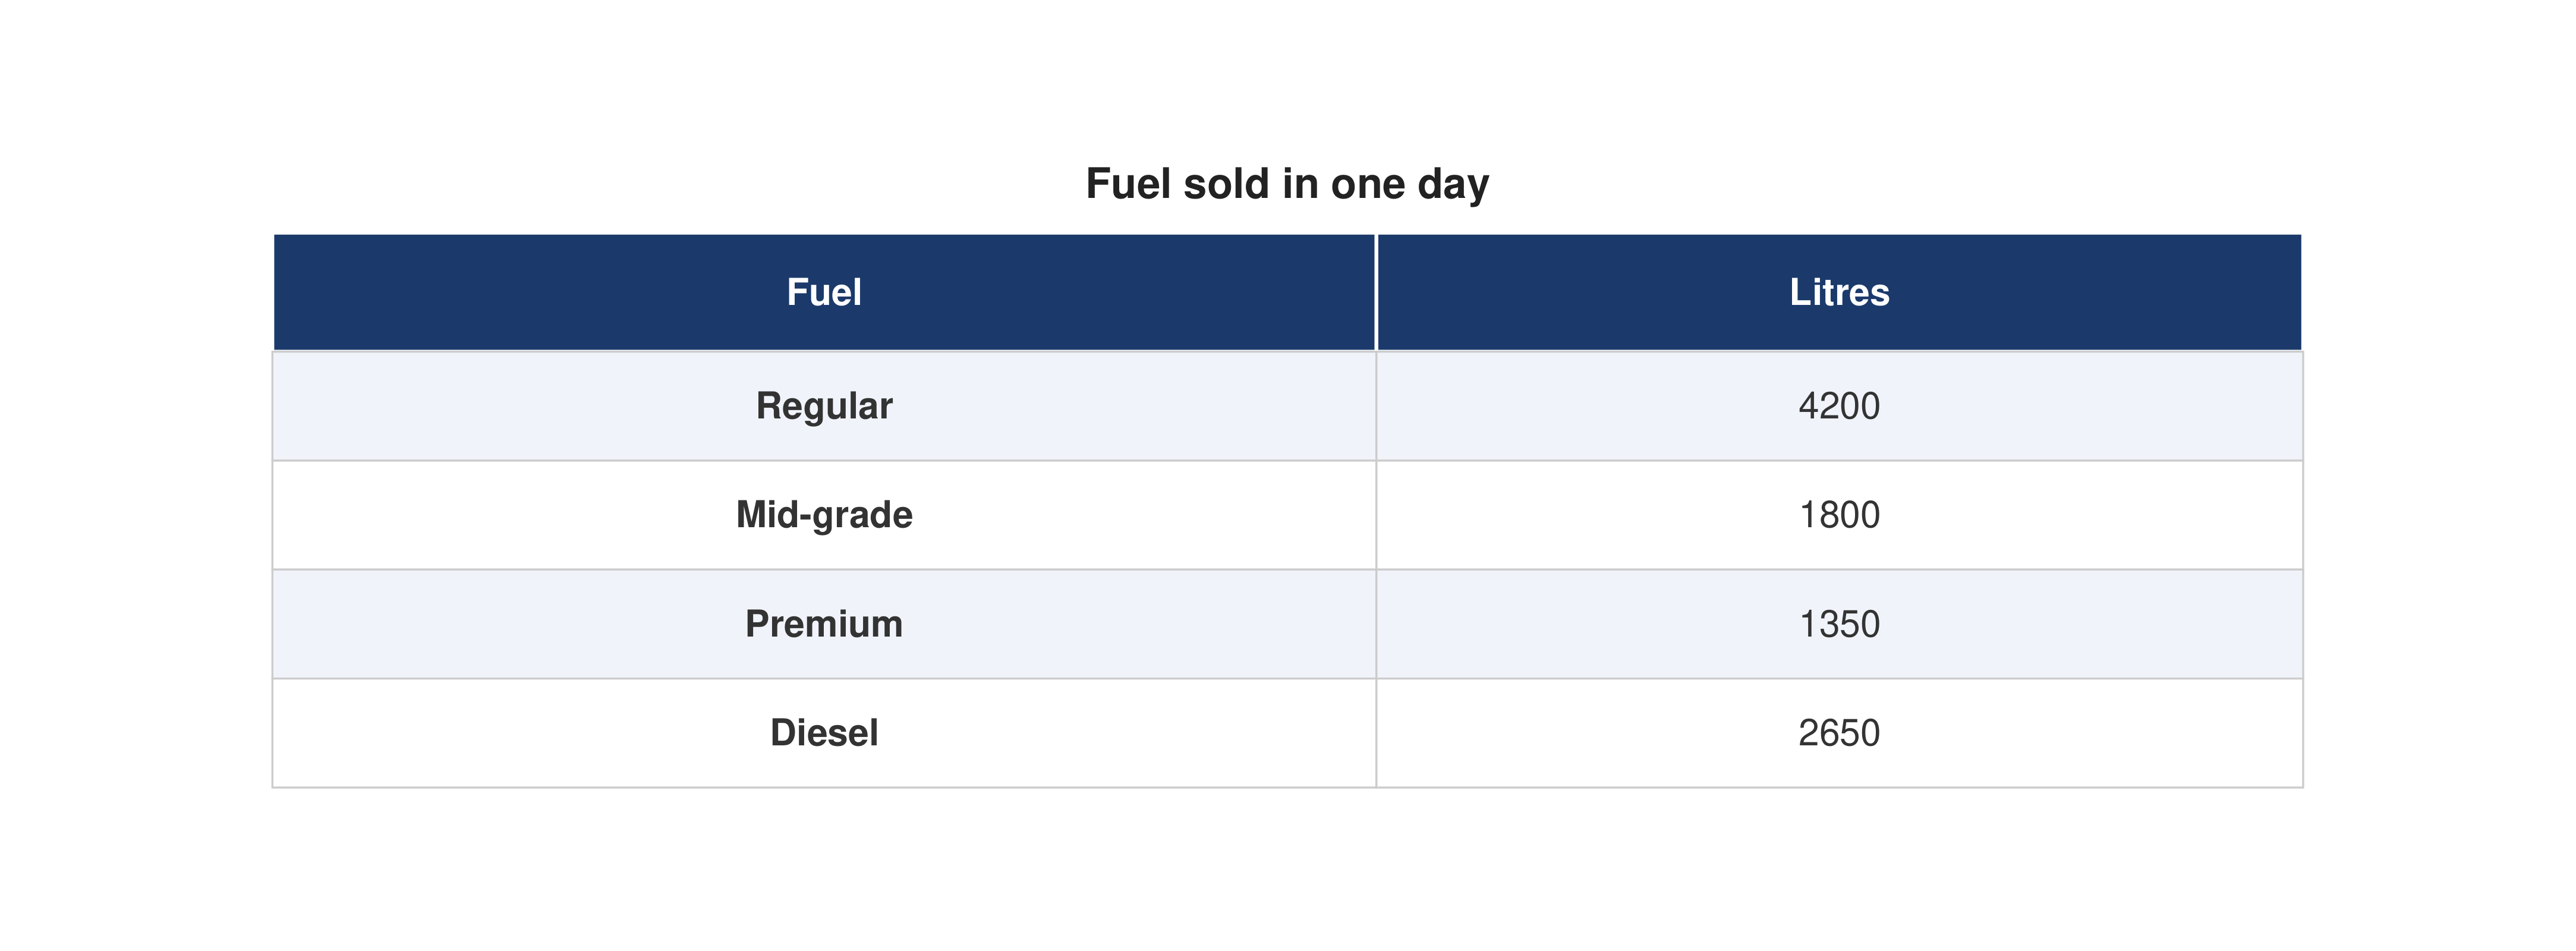 Fuel sold in one day
Fuel Litres
Regular 4200
Mid-grade 1800
Premium 1350
Diesel 2650